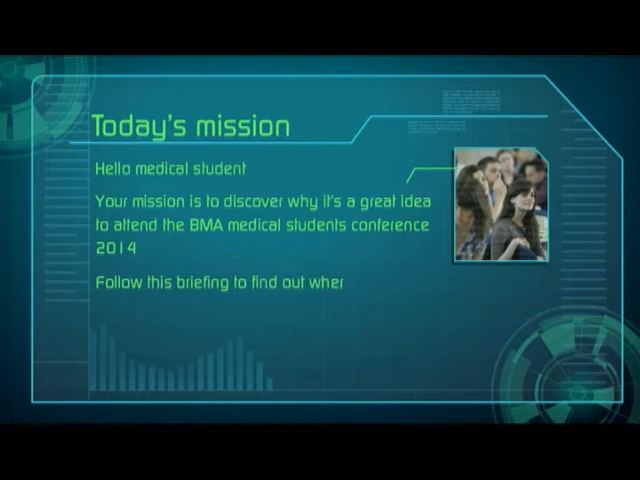 Today's mission
Hello medical student
Your mission is to discover why it's a great idea
to attend the BMA medical students conference
2014
Follow this briefing to find out wher